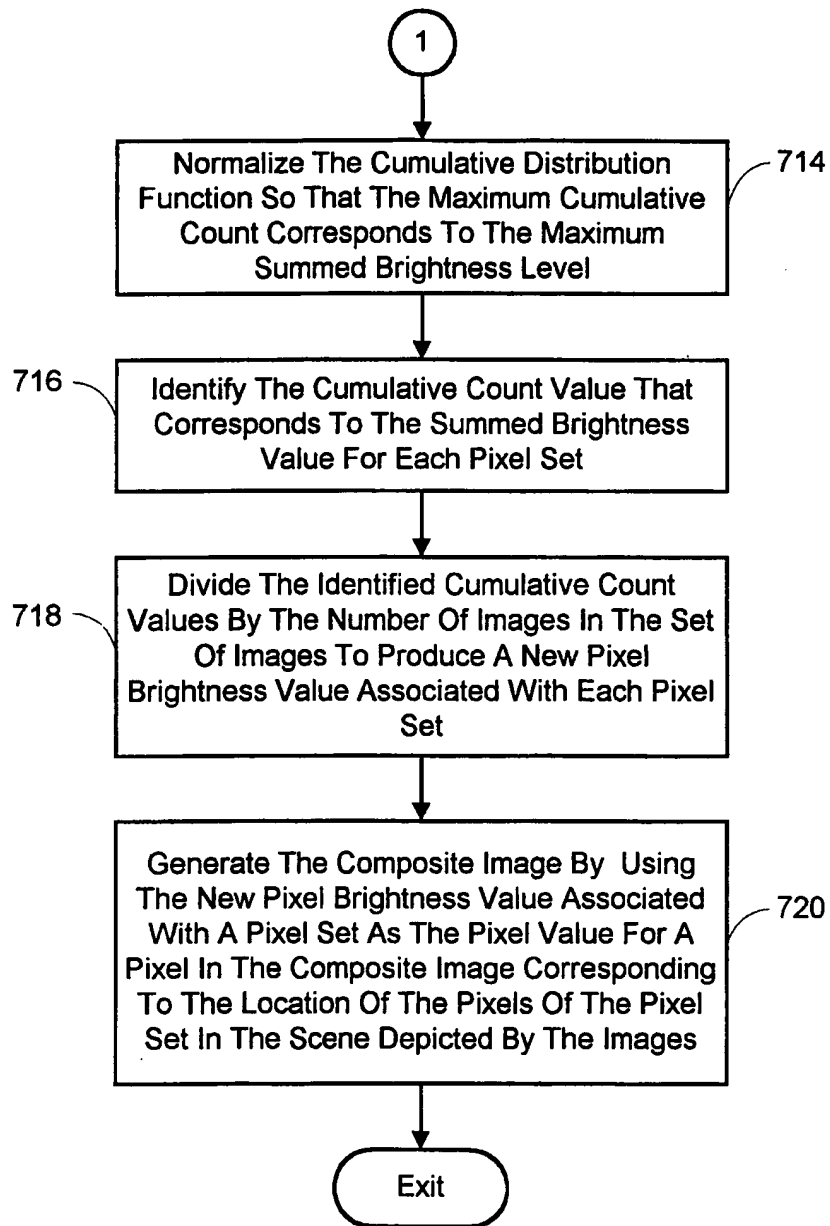 1
Normalize The Cumulative Distribution
Function So That The Maximum Cumulative
Count Corresponds To The Maximum
Summed Brightness Level
714
716
Identify The Cumulative Count Value That
Corresponds To The Summed Brightness
Value For Each Pixel Set
718
Divide The Identified Cumulative Count
Values By The Number Of Images In The Set
Of Images To Produce A New Pixel
Brightness Value Associated With Each Pixel
Set
Generate The Composite Image By Using
The New Pixel Brightness Value Associated
With A Pixel Set As The Pixel Value For A
Pixel In The Composite Image Corresponding
To The Location Of The Pixels Of The Pixel
Set In The Scene Depicted By The Images
720
Exit